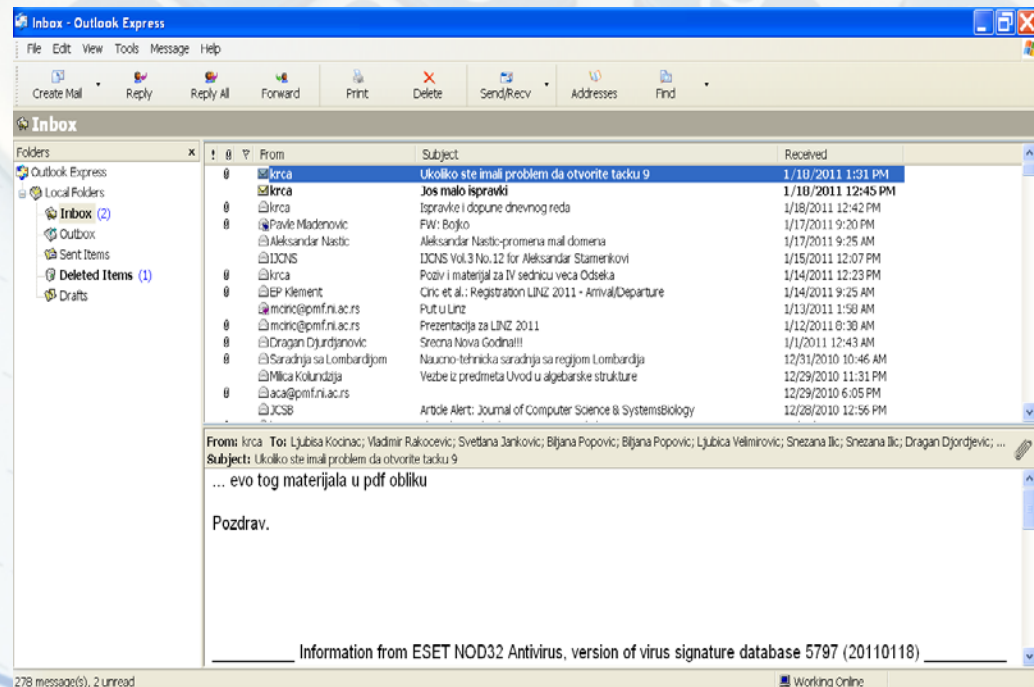 Inbox - Outlook Express
File Edit View Tools Message Help
Create Mail Reply Reply All Forward Print Delete Send/Recv Addresses Find
Inbox
Folders x ! From Subject Received
Outlook Express
Local Folders
Inbox (2)
Outbox
Sent Items
Deleted Items (1)
Drafts
krca Ukoliko ste imali problem da otvorite tacku 9 1/18/2011 1:31 PM
krca Jos malo ispravki 1/18/2011 12:45 PM
krca Ispravke i dopune dnevnog reda 1/18/2011 12:42 PM
Pavle Mladenovic FW: Bojko 1/17/2011 9:20 PM
Aleksandar Nastic Aleksandar Nastic-promena mail domena 1/17/2011 9:25 AM
IJCNS IJCNS Vol.3 No.12 for Aleksandar Stamenkovi 1/15/2011 12:07 PM
krca Poziv i materijal za IV sednicu veca Odseka 1/14/2011 12:23 PM
EP Klement Ciric et al.: Registration LINZ 2011 - Arrival/Departure 1/14/2011 9:25 AM
mciric@pmf.ni.ac.rs Put u Linz 1/13/2011 1:58 AM
mciric@pmf.ni.ac.rs Prezentacija za LINZ 2011 1/12/2011 8:38 AM
Dragan Djurdjanovic Srecna Nova Godina!!! 1/1/2011 12:43 AM
Saradnja sa Lombardijom Naucno-tehnicka saradnja sa regijom Lombardija 12/31/2010 10:46 AM
Milica Kolundzija Vezbe iz predmeta Uvod u algebarske strukture 12/29/2010 11:31 PM
aca@pmf.ni.ac.rs 12/29/2010 6:05 PM
JCSB Article Alert: Journal of Computer Science & SystemsBiology 12/28/2010 12:56 PM
From: krca To: Ljubisa Kocinac; Vladimir Rakocevic; Svetlana Jankovic; Biljana Popovic; Biljana Popovic; Ljubica Velimirovic; Snezana Ilic; Snezana Ilic; Dragan Djordjevic; ...
Subject: Ukoliko ste imali problem da otvorite tacku 9
... evo tog materijala u pdf obliku
Pozdrav.
__________ Information from ESET NOD32 Antivirus, version of virus signature database 5797 (20110118) __________
278 message(s), 2 unread Working Online